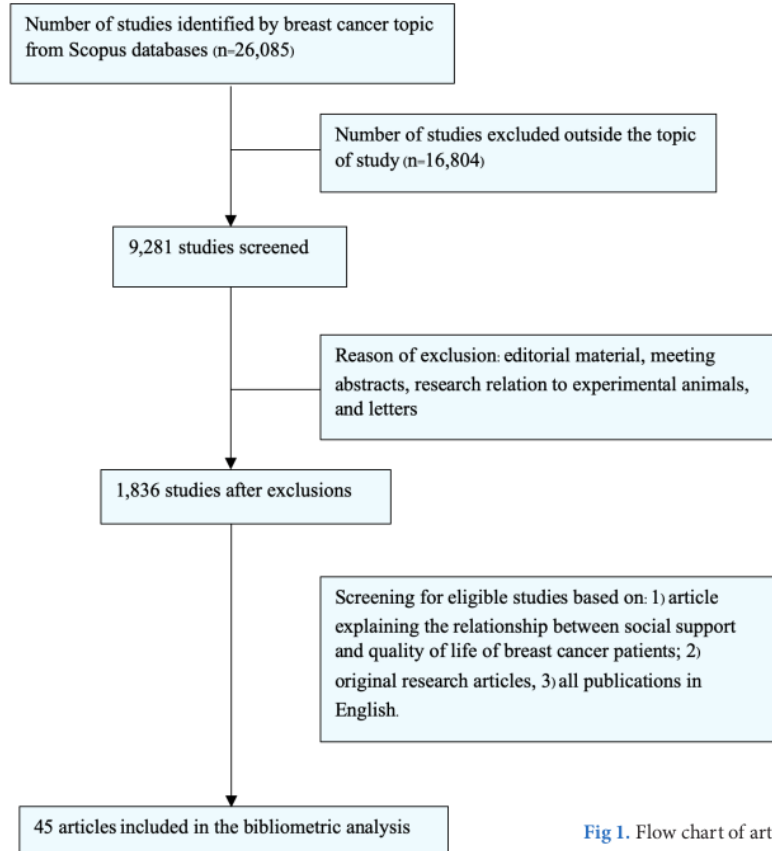 Number of studies identified by breast cancer topic
from Scopus databases (n=26,085)
Number of studies excluded outside the topic
of study (n=16,804)
9,281 studies screened
Reason of exclusion: editorial material, meeting
abstracts, research relation to experimental animals,
and letters
1,836 studies after exclusions
Screening for eligible studies based on: 1) article
explaining the relationship between social support
and quality of life of breast cancer patients; 2)
original research articles, 3) all publications in
English.
45 articles included in the bibliometric analysis
Fig 1. Flow chart of art